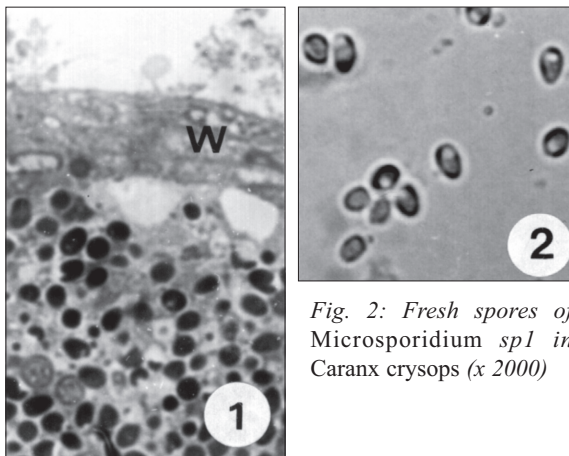 W
1
2
Fig. 2: Fresh spores of
Microsporidium sp1 in
Caranx crysops (x 2000)